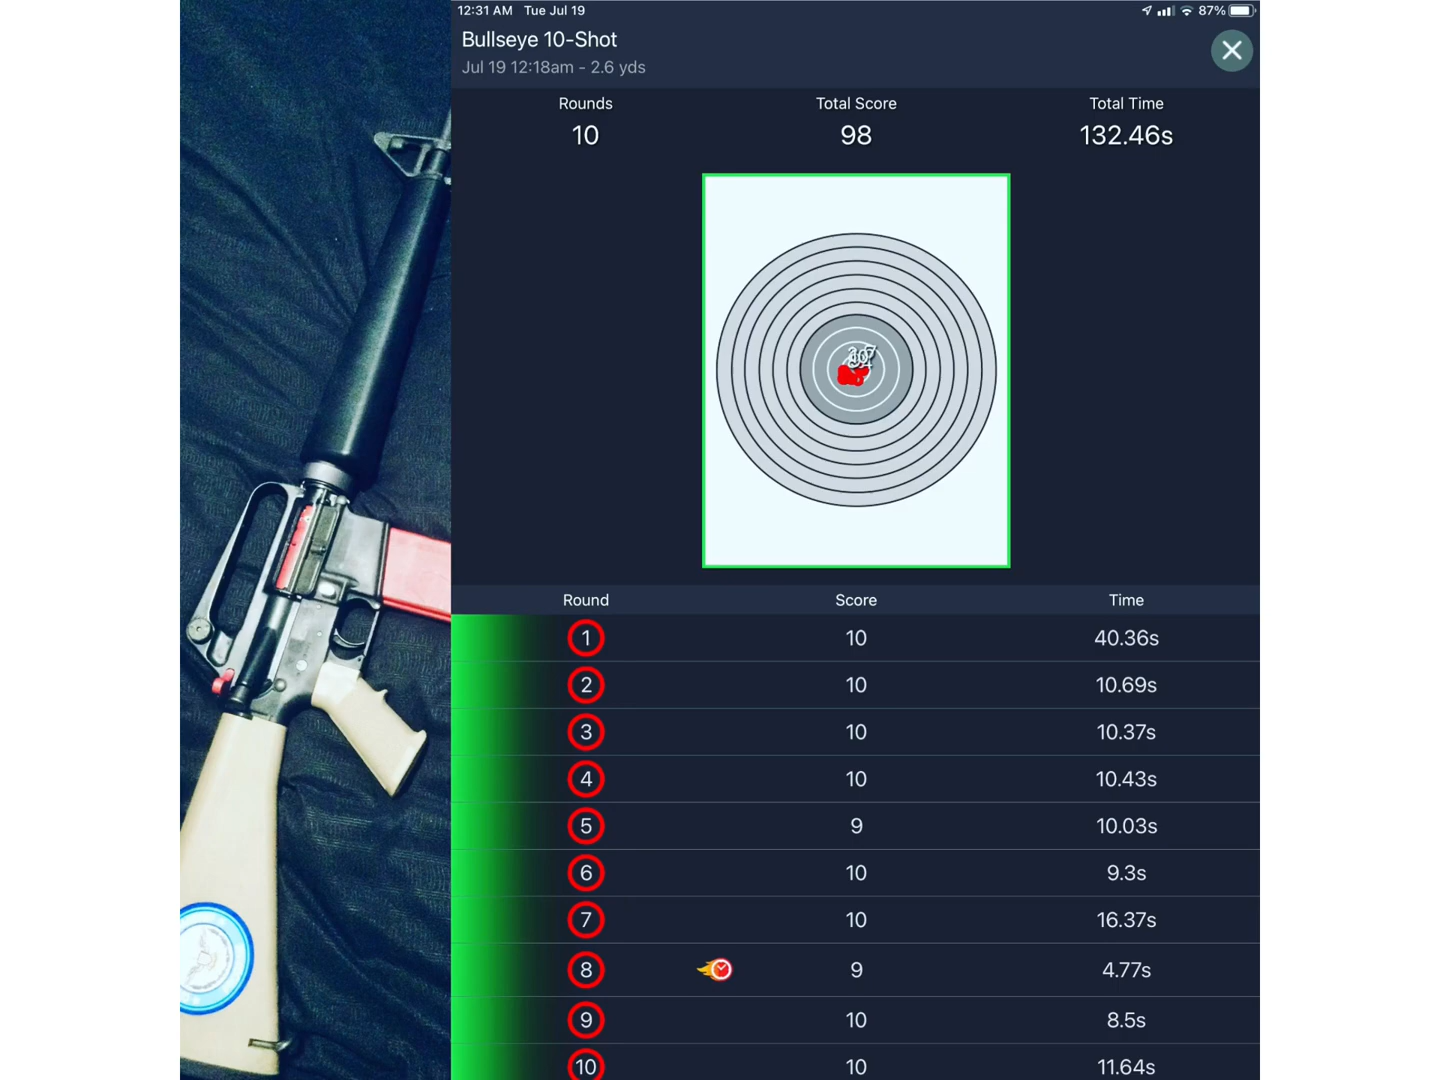 12:31 AM Tue Jul 19 87%
Bullseye 10-Shot
Jul 19 12:18am - 2.6 yds
Rounds Total Score Total Time
10 98 132.46s
Round Score Time
1 10 40.36s
2 10 10.69s
3 10 10.37s
4 10 10.43s
5 9 10.03s
6 10 9.3s
7 10 16.37s
8 9 4.77s
9 10 8.5s
10 10 11.64s